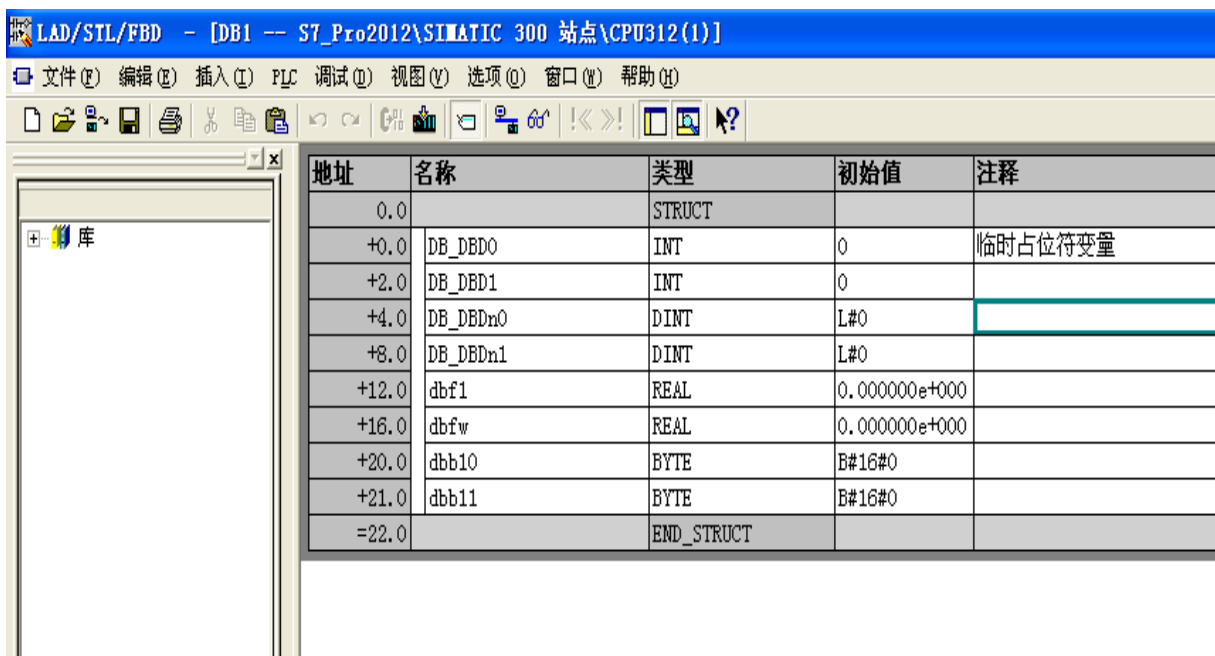 LAD/STL/FBD - [DB1 -- S7_Pro2012\SIMATIC 300 站点\CPU312(1)]
文件(F) 编辑(E) 插入(I) PLC 调试(D) 视图(V) 选项(O) 窗口(W) 帮助(H)
地址 名称 类型 初始值 注释
0.0 STRUCT
+0.0 DB_DBD0 INT 0 临时占位符变量
+2.0 DB_DBD1 INT 0
+4.0 DB_DBDn0 DINT L#0
+8.0 DB_DBDn1 DINT L#0
+12.0 dbf1 REAL 0.000000e+000
+16.0 dbfw REAL 0.000000e+000
+20.0 dbb10 BYTE B#16#0
+21.0 dbb11 BYTE B#16#0
=22.0 END_STRUCT
库